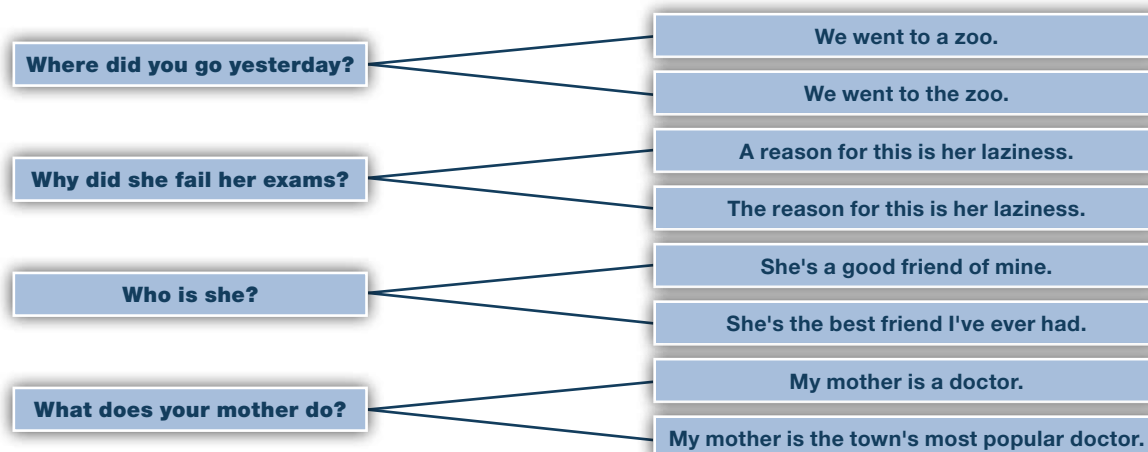 Where did you go yesterday?
We went to a zoo.
We went to the zoo.
Why did she fail her exams?
A reason for this is her laziness.
The reason for this is her laziness.
Who is she?
She's a good friend of mine.
She's the best friend I've ever had.
What does your mother do?
My mother is a doctor.
My mother is the town's most popular doctor.